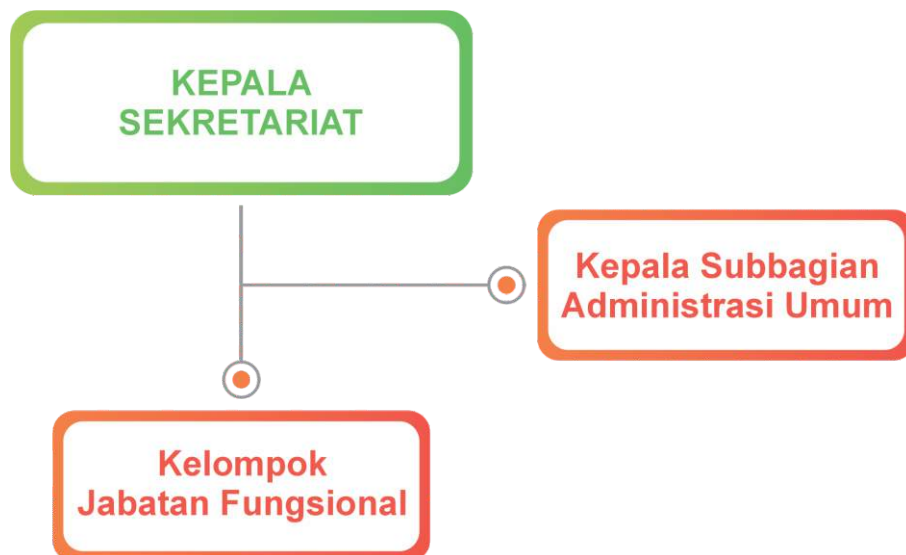 KEPALA
SEKRETARIAT
Kepala Subbagian
Administrasi Umum
Kelompok
Jabatan Fungsional